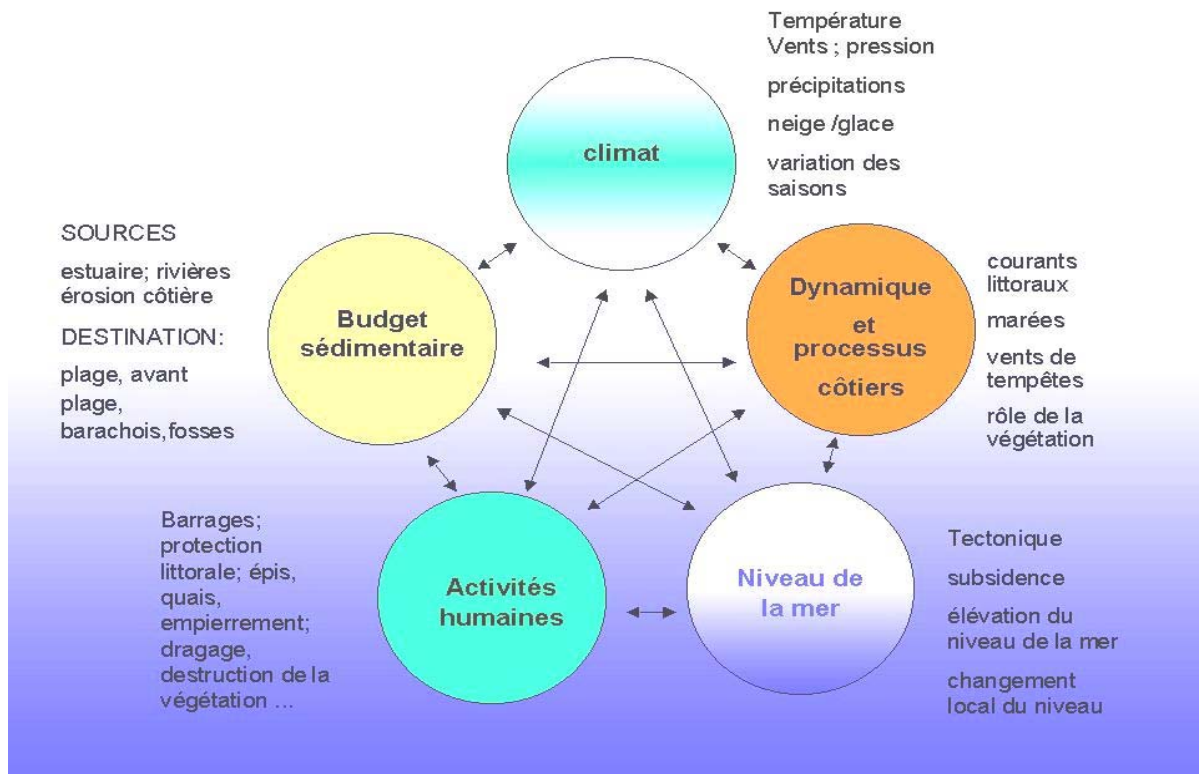 Température
Vents ; pression
précipitations
neige /glace
variation des
saisons
climat
SOURCES
estuaire; rivières
érosion côtière
DESTINATION:
plage, avant
plage,
barachois,fosses
Budget
sédimentaire
Dynamique
et
processus
côtiers
courants
littoraux
marées
vents de
tempêtes
rôle de la
végétation
Barrages;
protection
littorale; épis,
quais,
empierrement;
dragage,
destruction de la
végétation ...
Activités
humaines
Niveau de
la mer
Tectonique
subsidence
élévation du
niveau de la mer
changement
local du niveau